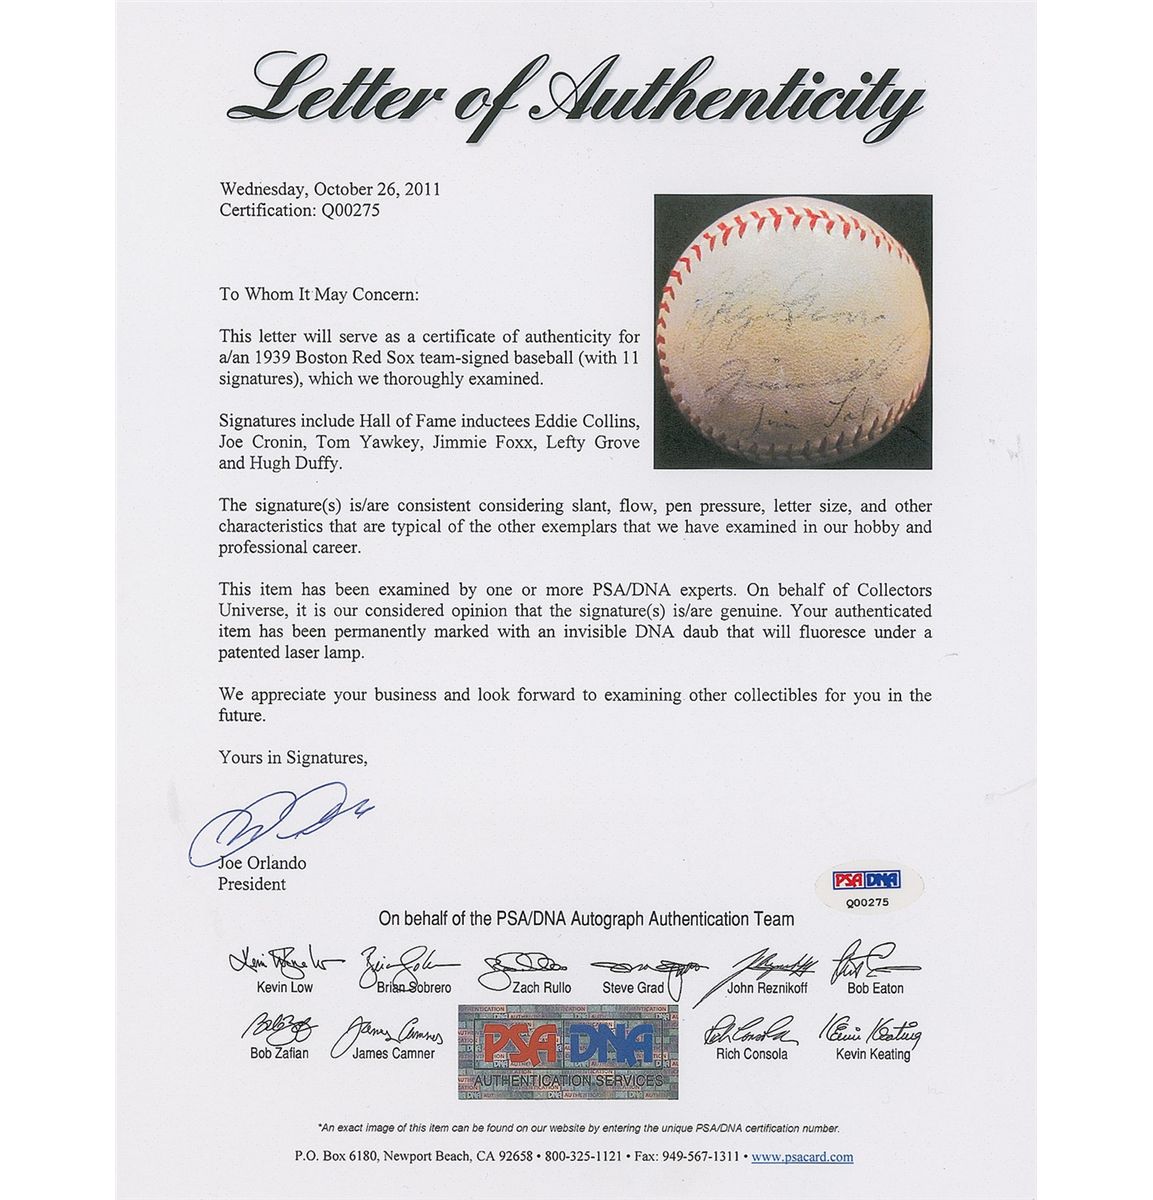 Letter of Authenticity
Wednesday, October 26, 2011
Certification: Q00275
To Whom It May Concern:
This letter will serve as a certificate of authenticity for
a/an 1939 Boston Red Sox team-signed baseball (with 11
signatures), which we thoroughly examined.
Signatures include Hall of Fame inductees Eddie Collins,
Joe Cronin, Tom Yawkey, Jimmie Foxx, Lefty Grove
and Hugh Duffy.
The signature(s) is/are consistent considering slant, flow, pen pressure, letter size, and other
characteristics that are typical of the other exemplars that we have examined in our hobby and
professional career.
This item has been examined by one or more PSA/DNA experts. On behalf of Collectors
Universe, it is our considered opinion that the signature(s) is/are genuine. Your authenticated
item has been permanently marked with an invisible DNA daub that will fluoresce under a
patented laser lamp.
We appreciate your business and look forward to examining other collectibles for you in the
future.
Yours in Signatures,
Joe Orlando
President
PSA DNA
Q00275
On behalf of the PSA/DNA Autograph Authentication Team
Kevin Low Brian Sobrero Zach Rullo Steve Grad John Reznikoff Bob Eaton
Bob Zafian James Camner Rich Consola Kevin Keating
PSA DNA
AUTHENTICATION SERVICES
*An exact image of this item can be found on our website by entering the unique PSA/DNA certification number.
P.O. Box 6180, Newport Beach, CA 92658 • 800-325-1121 • Fax: 949-567-1311 • www.psacard.com